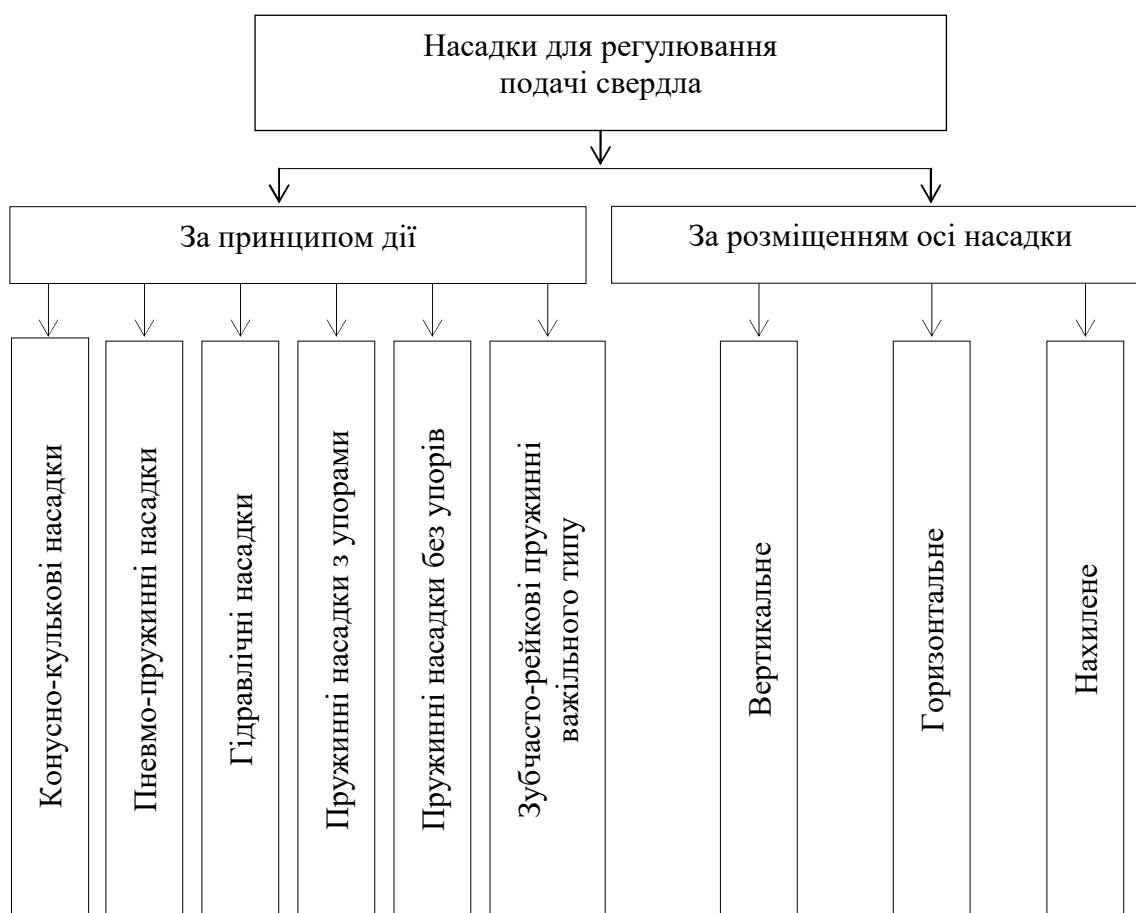 Насадки для регулювання
подачі свердла
За принципом дії
За розміщенням осі насадки
Конусно-кулькові насадки
Пневмо-пружинні насадки
Гідравлічні насадки
Пружинні насадки з упорами
Пружинні насадки без упорів
Зубчасто-рейкові пружинні
важільного типу
Вертикальне
Горизонтальне
Нахилене